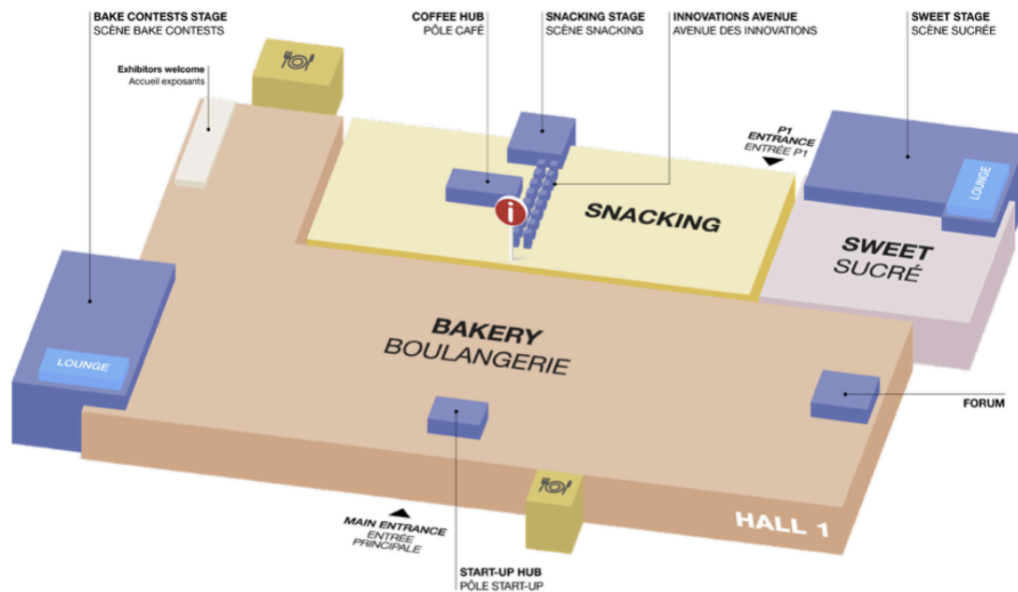 BAKE CONTESTS STAGE
SCÈNE BAKE CONTESTS
COFFEE HUB
PÔLE CAFÉ
SNACKING STAGE
SCÈNE SNACKING
INNOVATIONS AVENUE
AVENUE DES INNOVATIONS
SWEET STAGE
SCÈNE SUCRÉE
Exhibitors welcome
Accueil exposants
P1
ENTRANCE
ENTRÉE P1
LOUNGE
i
SNACKING
SWEET
SUCRÉ
BAKERY
BOULANGERIE
LOUNGE
FORUM
HALL 1
MAIN ENTRANCE
ENTRÉE
PRINCIPALE
START-UP HUB
PÔLE START-UP